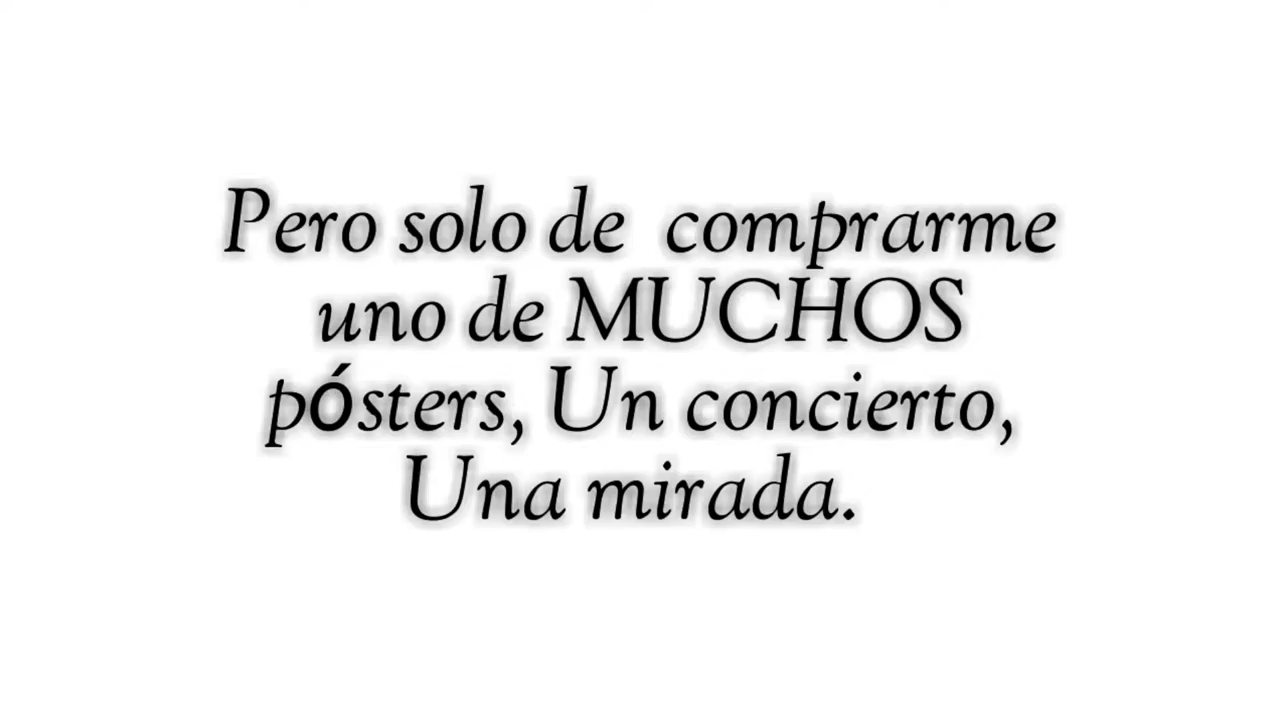 Pero solo de comprarme
uno de MUCHOS
pósters, Un concierto,
Una mirada.